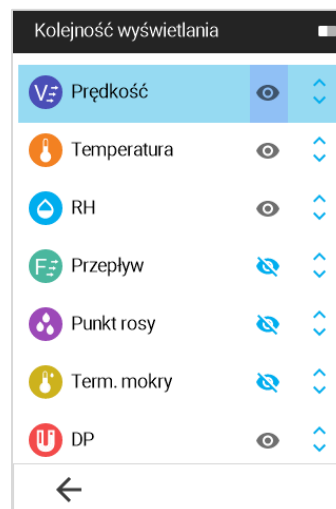 Kolejność wyświetlania
V Prędkość
Temperatura
RH
F Przepływ
Punkt rosy
Term. mokry
DP